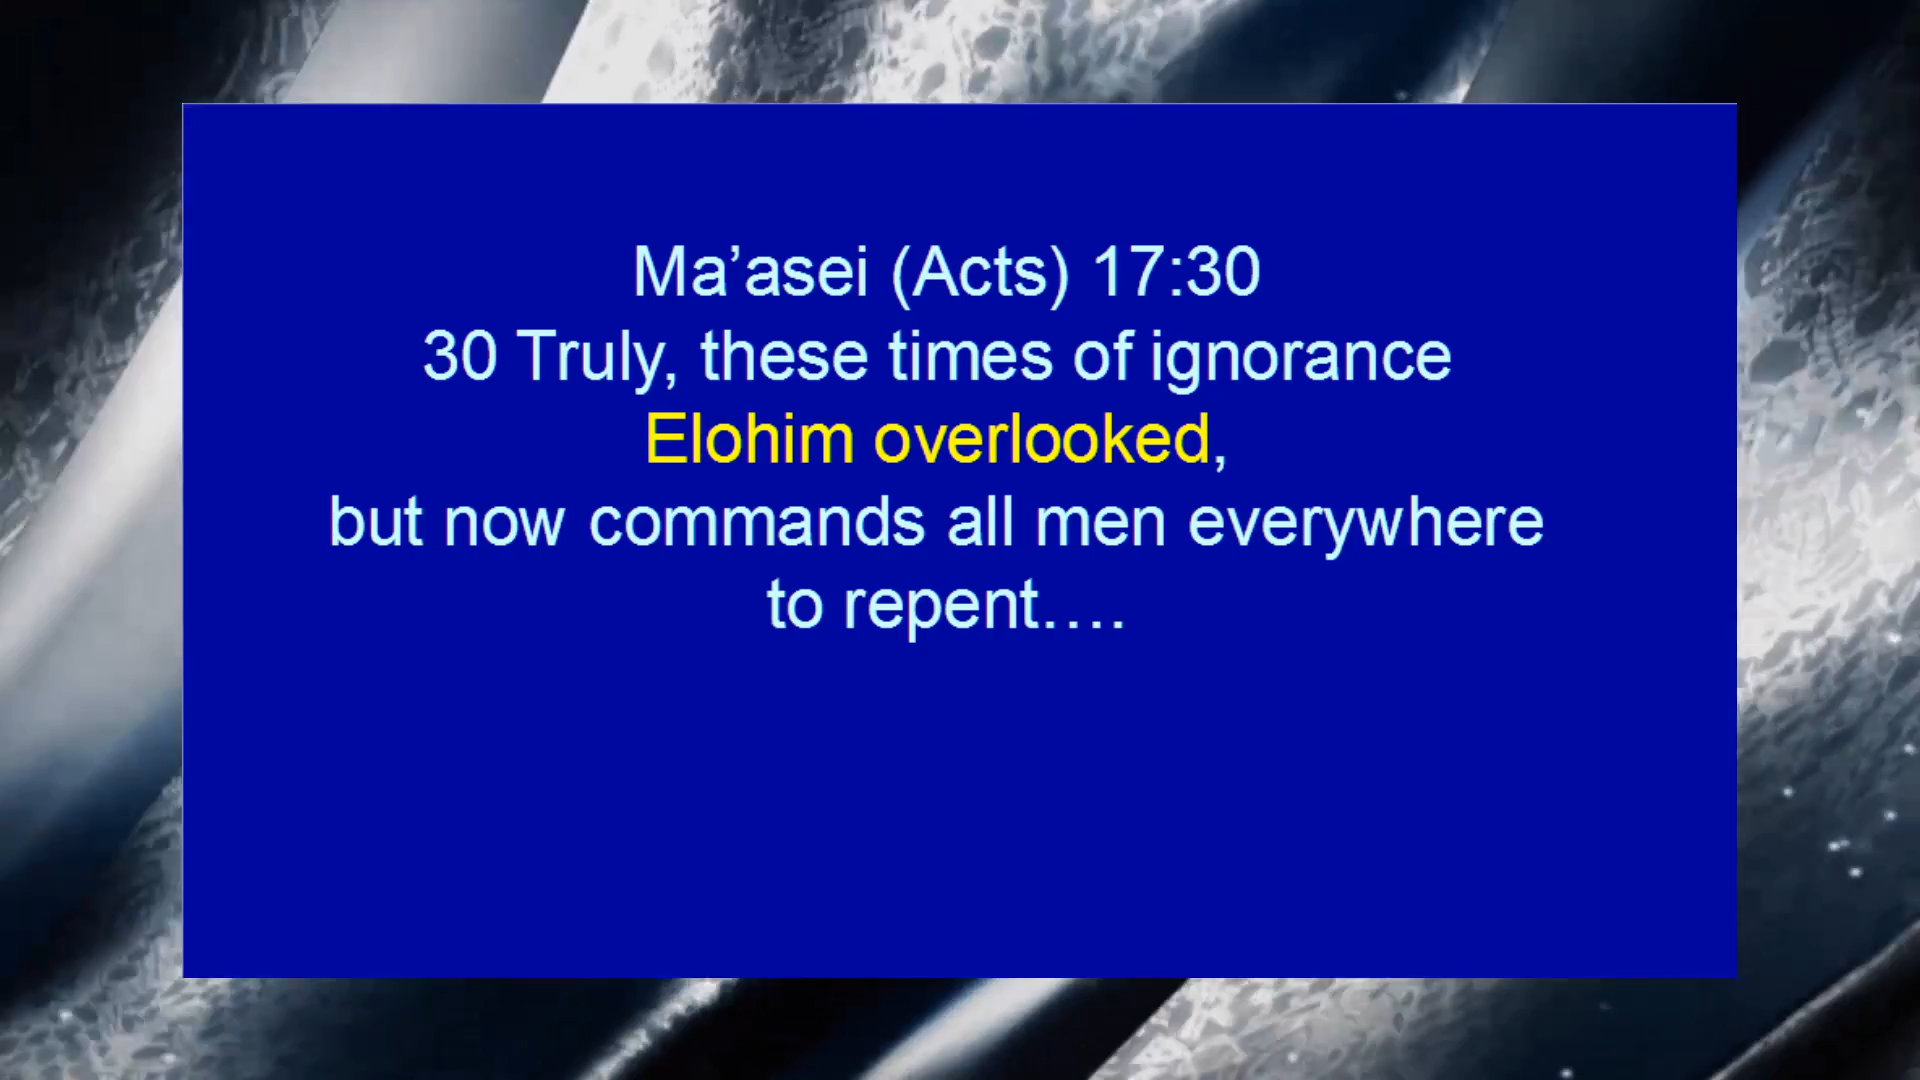 Ma’asei (Acts) 17:30
30 Truly, these times of ignorance
Elohim overlooked,
but now commands all men everywhere
to repent….